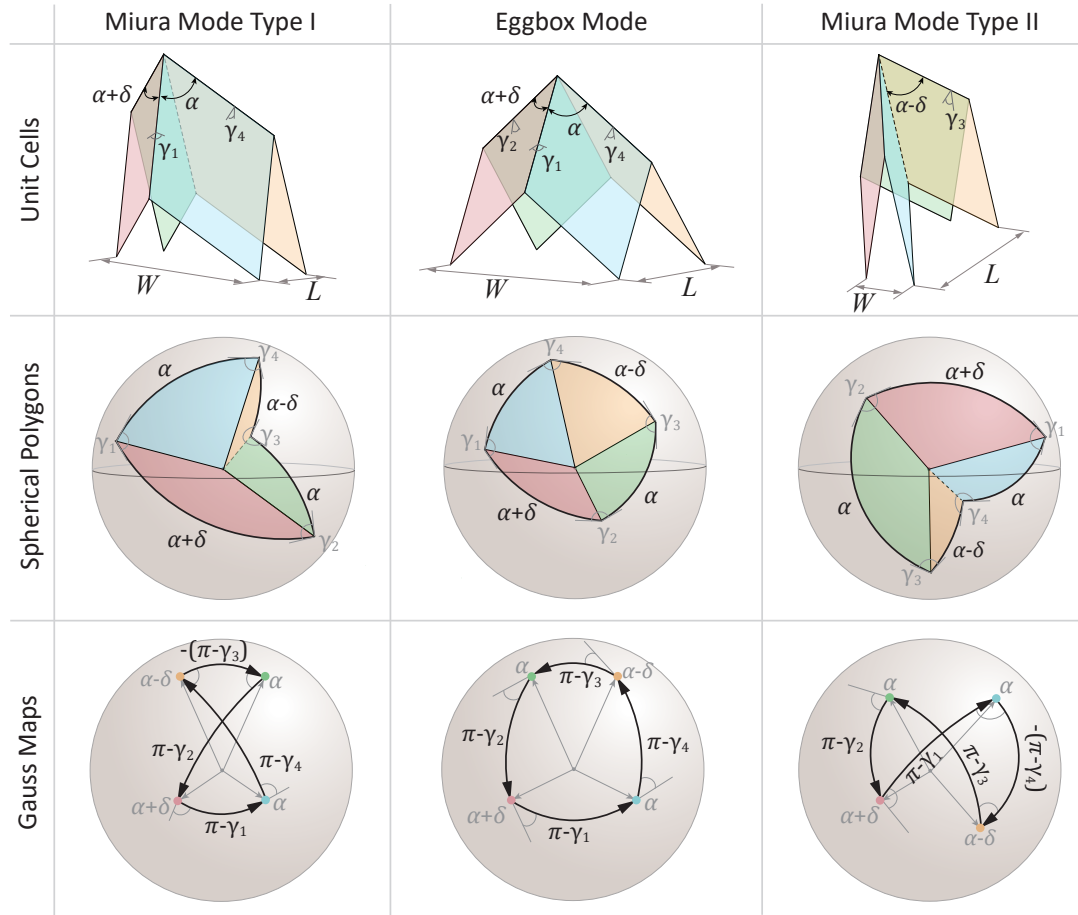 Miura Mode Type I
Eggbox Mode
Miura Mode Type II
Unit Cells
α+δ
α
γ₄
γ₁
W
L
α+δ
α
γ₂
γ₁
γ₄
W
L
α-δ
γ₃
W
L
Spherical Polygons
γ₄
α
α-δ
γ₁
γ₃
α
α+δ
γ₂
γ₄
α
α-δ
γ₁
γ₃
α+δ
α
γ₂
α+δ
γ₂
γ₁
α
α
γ₄
α-δ
γ₃
Gauss Maps
-(π-γ₃)
α-δ
α
π-γ₂
π-γ₄
α+δ
α
π-γ₁
α
α-δ
π-γ₃
π-γ₂
π-γ₄
α+δ
α
π-γ₁
α
α
π-γ₂
π-γ₁
π-γ₃
-(π-γ₄)
α+δ
α-δ